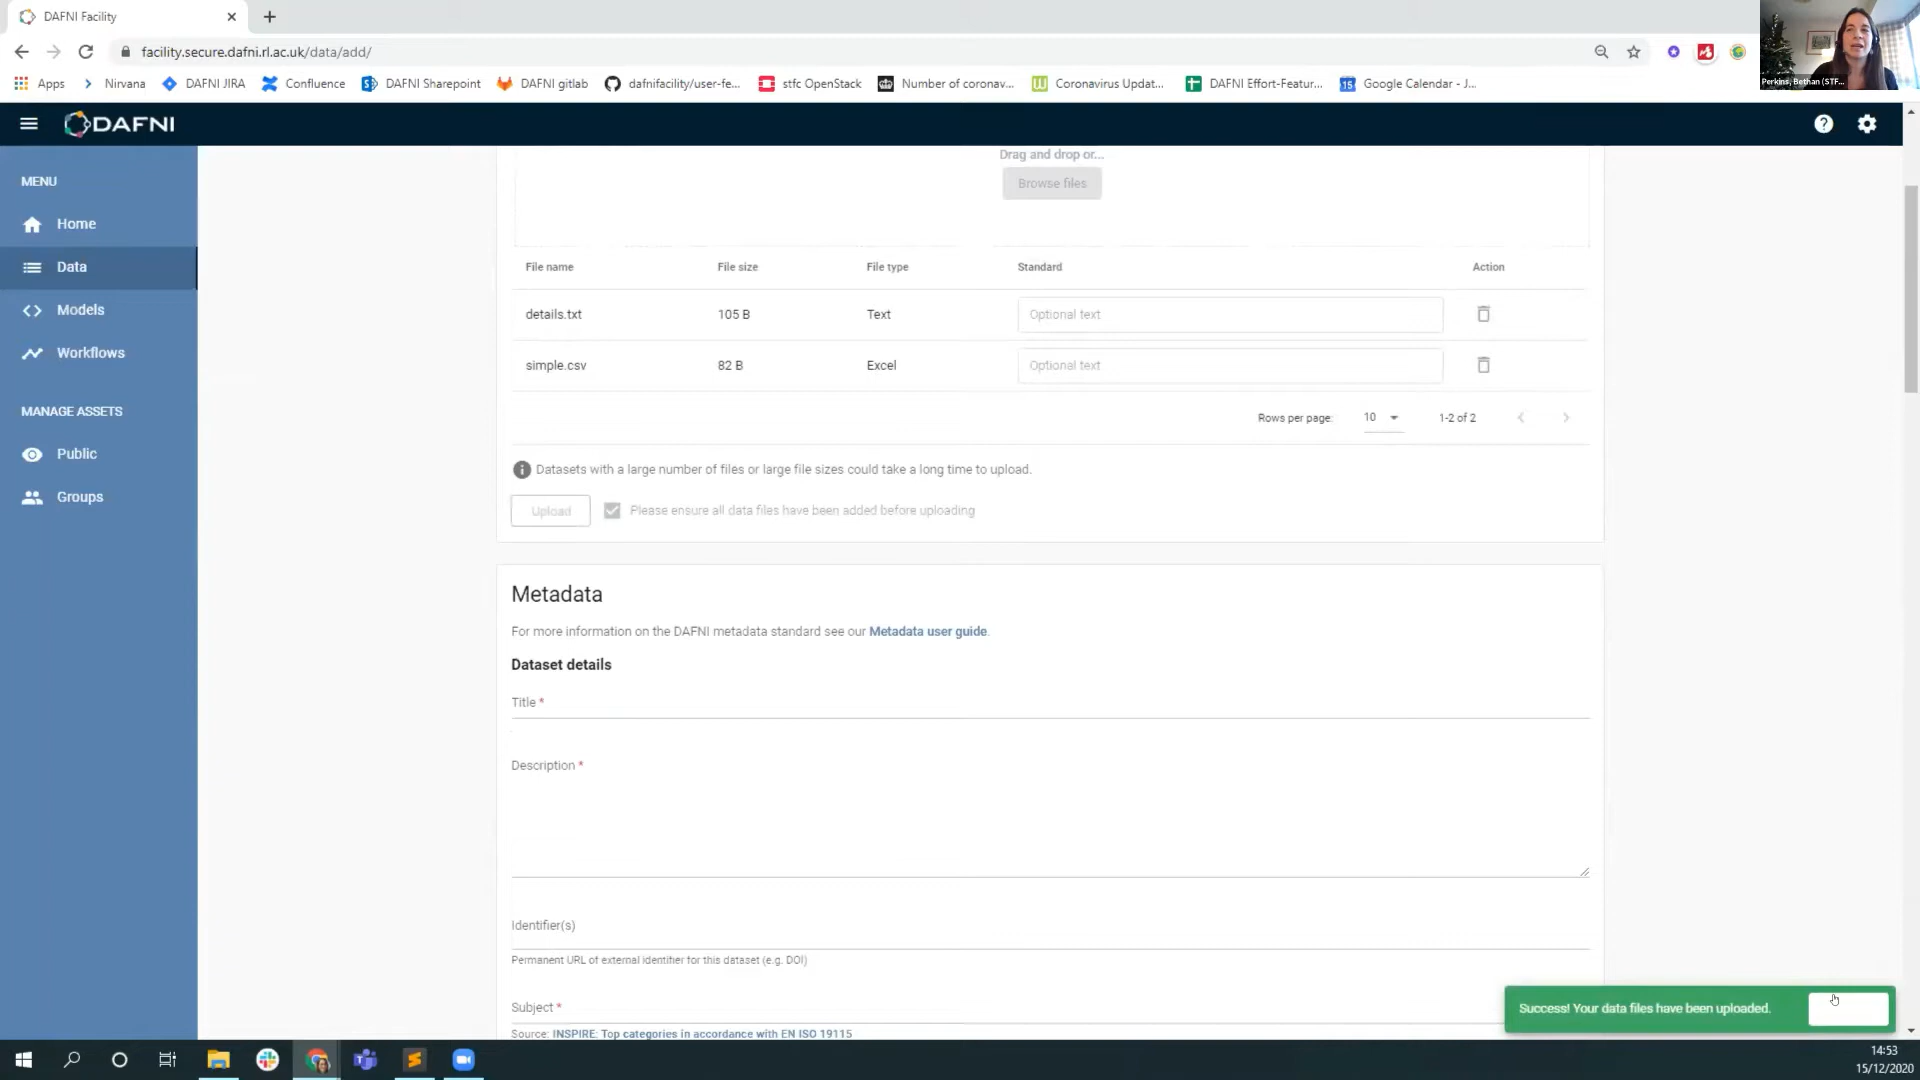 DAFNI Facility
facility.secure.dafni.rl.ac.uk/data/add/
Apps Nirvana DAFNI JIRA Confluence DAFNI Sharepoint DAFNI gitlab dafnifacility/user-fe... stfc OpenStack Number of coronav... Coronavirus Updat... DAFNI Effort-Featur... Google Calendar - J...
Perkins, Bethan (STF...
DAFNI
MENU
Home
Data
Models
Workflows
MANAGE ASSETS
Public
Groups
Drag and drop or...
Browse files
File name File size File type Standard Action
details.txt 105 B Text Optional text
simple.csv 82 B Excel Optional text
Rows per page: 10 1-2 of 2
Datasets with a large number of files or large file sizes could take a long time to upload.
Upload Please ensure all data files have been added before uploading
Metadata
For more information on the DAFNI metadata standard see our Metadata user guide.
Dataset details
Title *
Description *
Identifier(s)
Permanent URL of external identifier for this dataset (e.g. DOI)
Subject *
Source: INSPIRE: Top categories in accordance with EN ISO 19115
Success! Your data files have been uploaded.
14:53
15/12/2020